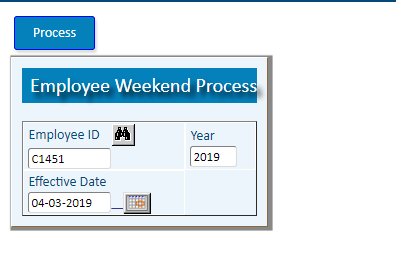 Process
Employee Weekend Process
Employee ID
Year
C1451
2019
Effective Date
04-03-2019